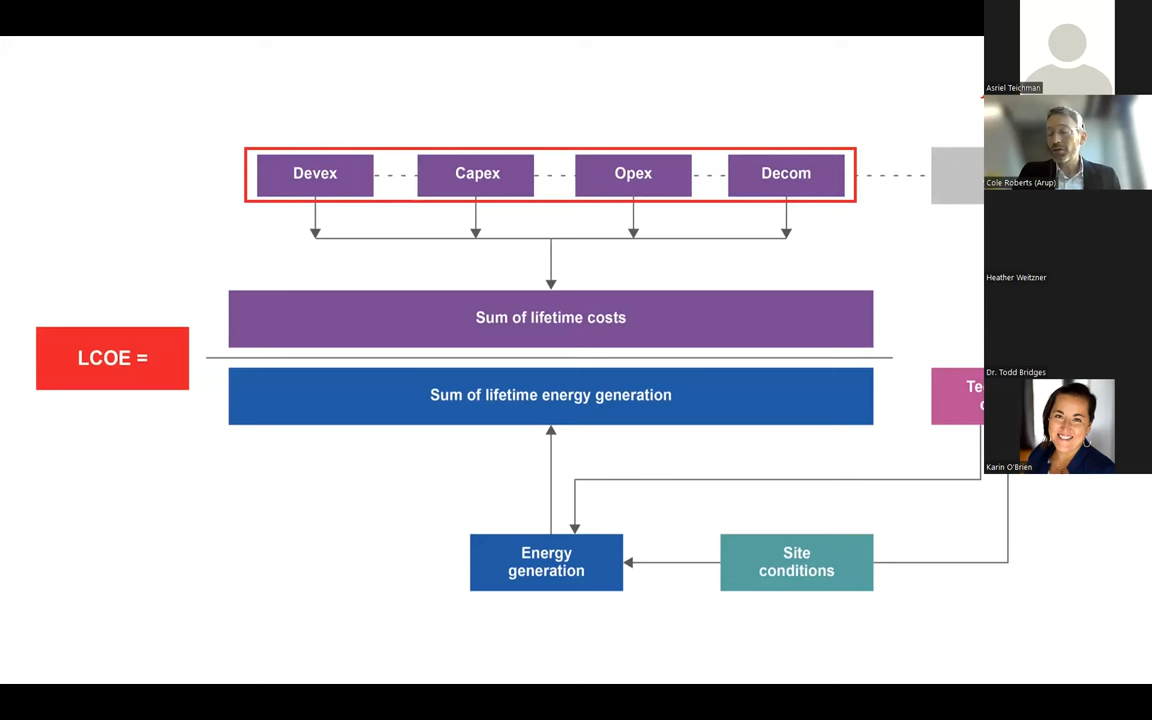 Asriel Teichman
Devex
Capex
Opex
Decom
Cole Roberts (Arup)
Heather Weitzner
Sum of lifetime costs
LCOE =
Sum of lifetime energy generation
Dr. Todd Bridges
Karin O'Brien
Energy
generation
Site
conditions